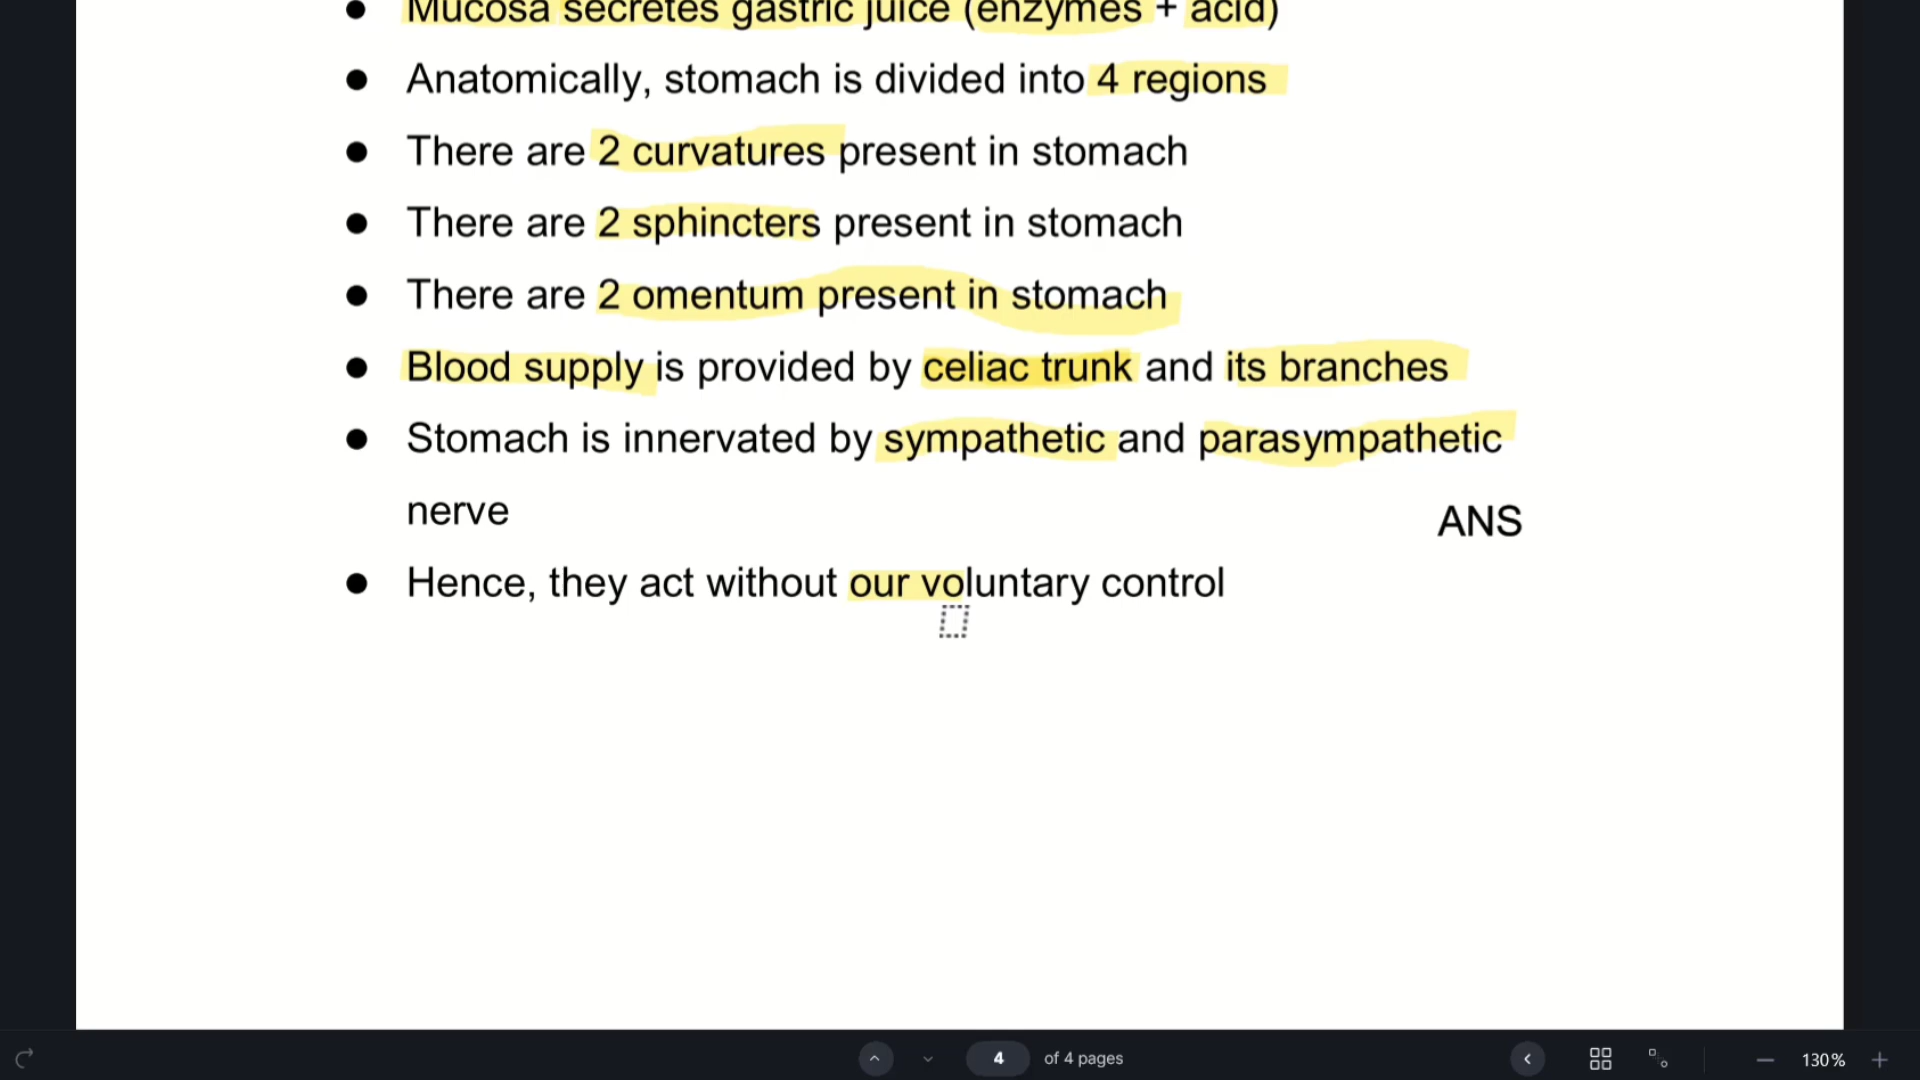 ● Mucosa secretes gastric juice (enzymes + acid)
● Anatomically, stomach is divided into 4 regions
● There are 2 curvatures present in stomach
● There are 2 sphincters present in stomach
● There are 2 omentum present in stomach
● Blood supply is provided by celiac trunk and its branches
● Stomach is innervated by sympathetic and parasympathetic
nerve
ANS
● Hence, they act without our voluntary control
4 of 4 pages
130%